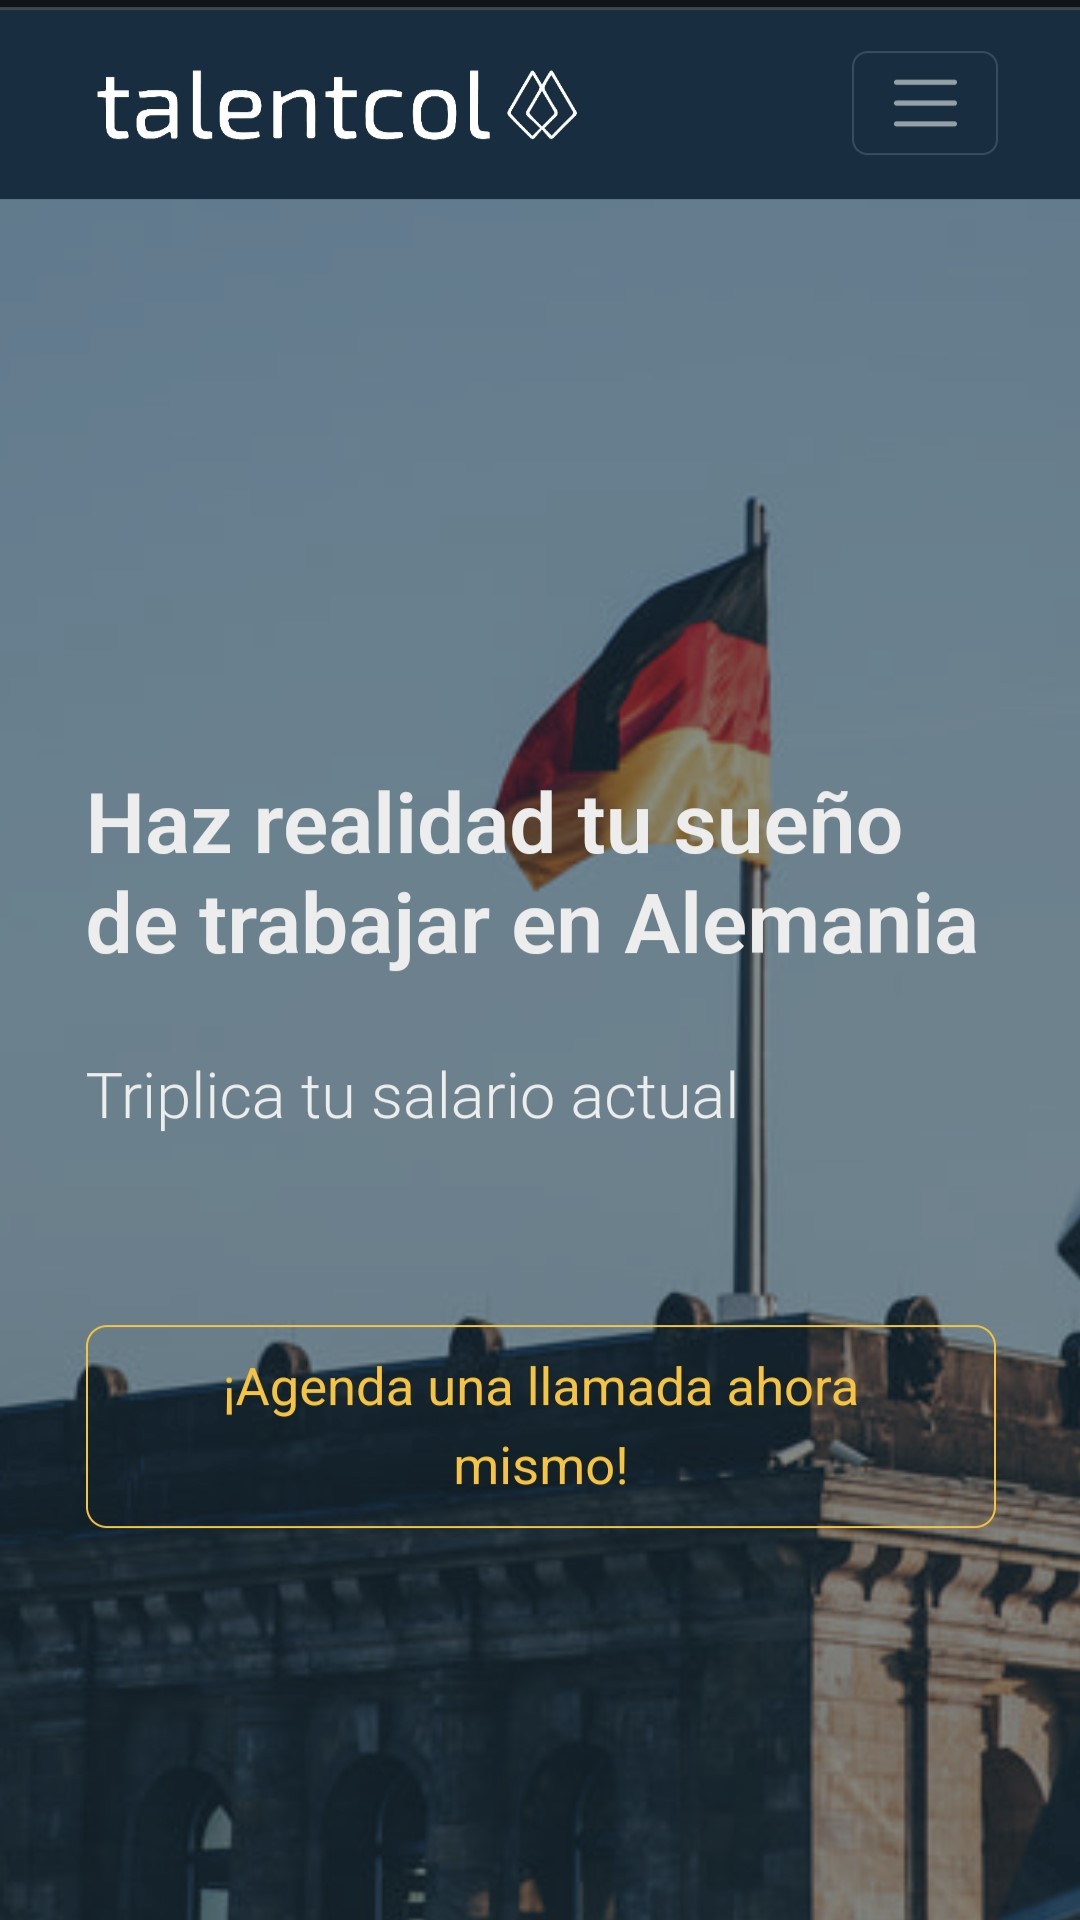 talentcol
Haz realidad tu sueño
de trabajar en Alemania
Triplica tu salario actual
¡Agenda una llamada ahora
mismo!